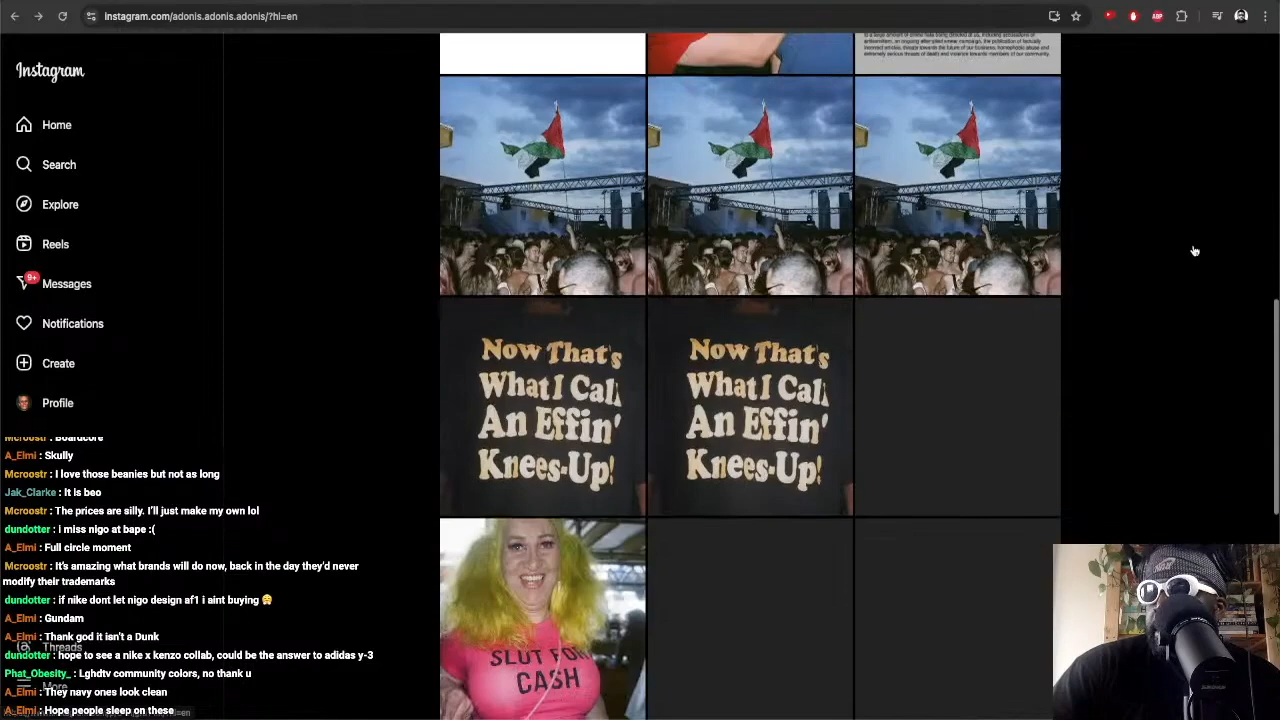 Instagram.com/adonis.adonis.adonis/?hl=en
ABP
Instagram
Home
Search
Explore
Reels
9+
Messages
Notifications
Create
Profile
Threads
More
Mcroostr : Boardcore
A_Elmi : Skully
Mcroostr : I love those beanies but not as long
Jak_Clarke : It is beo
Mcroostr : The prices are silly. I'll just make my own lol
dundotter : i miss nigo at bape :(
A_Elmi : Full circle moment
Mcroostr : It's amazing what brands will do now, back in the day they'd never
modify their trademarks
dundotter : if nike dont let nigo design af1 i aint buying 😤
A_Elmi : Gundam
A_Elmi : Thank god it isn't a Dunk
dundotter : hope to see a nike x kenzo collab, could be the answer to adidas y-3
Phat_Obesity_ : Lghdtv community colors, no thank u
A_Elmi : They navy ones look clean
A_Elmi : Hope people sleep on these
Now That's
What I Call
An Effin'
Knees-Up!
Now That's
What I Call
An Effin'
Knees-Up!
SLUT FOR
CASH